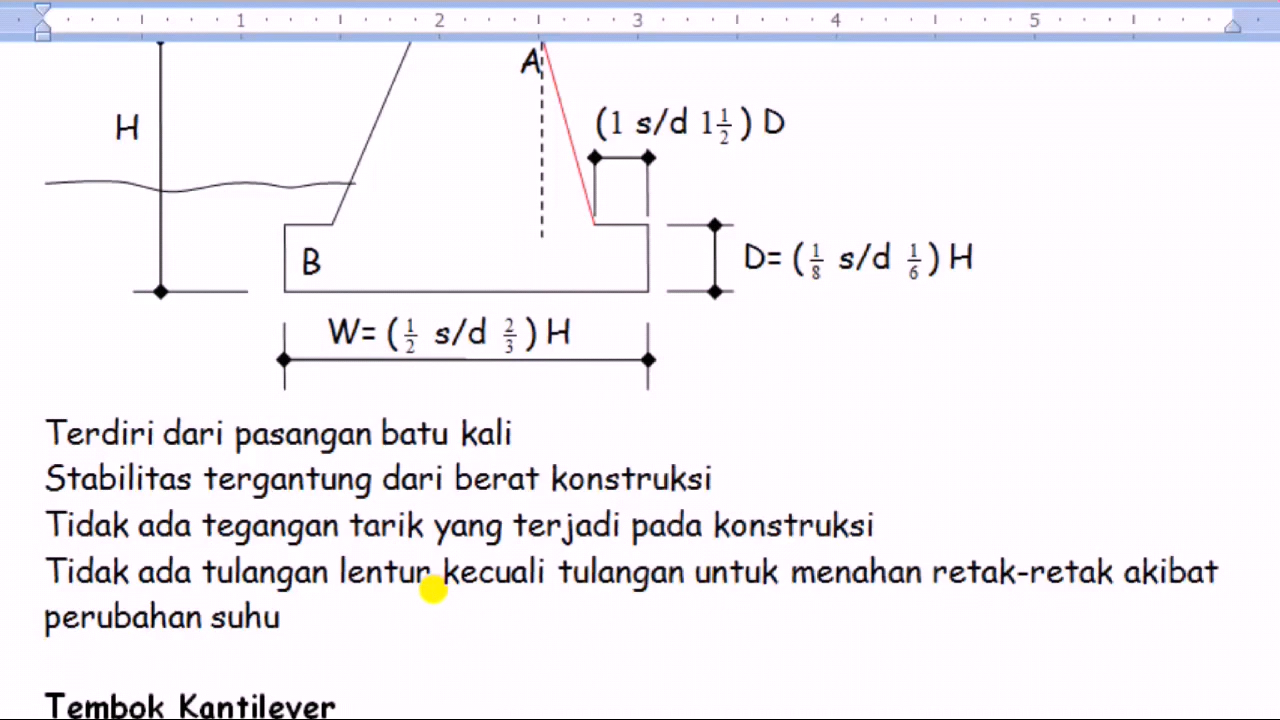 1 2 3 4 5
A
H
(1 s/d 1 1/2 ) D
B
D= ( 1/8 s/d 1/6 ) H
W= ( 1/2 s/d 2/3 ) H
Terdiri dari pasangan batu kali
Stabilitas tergantung dari berat konstruksi
Tidak ada tegangan tarik yang terjadi pada konstruksi
Tidak ada tulangan lentur kecuali tulangan untuk menahan retak-retak akibat
perubahan suhu
Tembok Kantilever